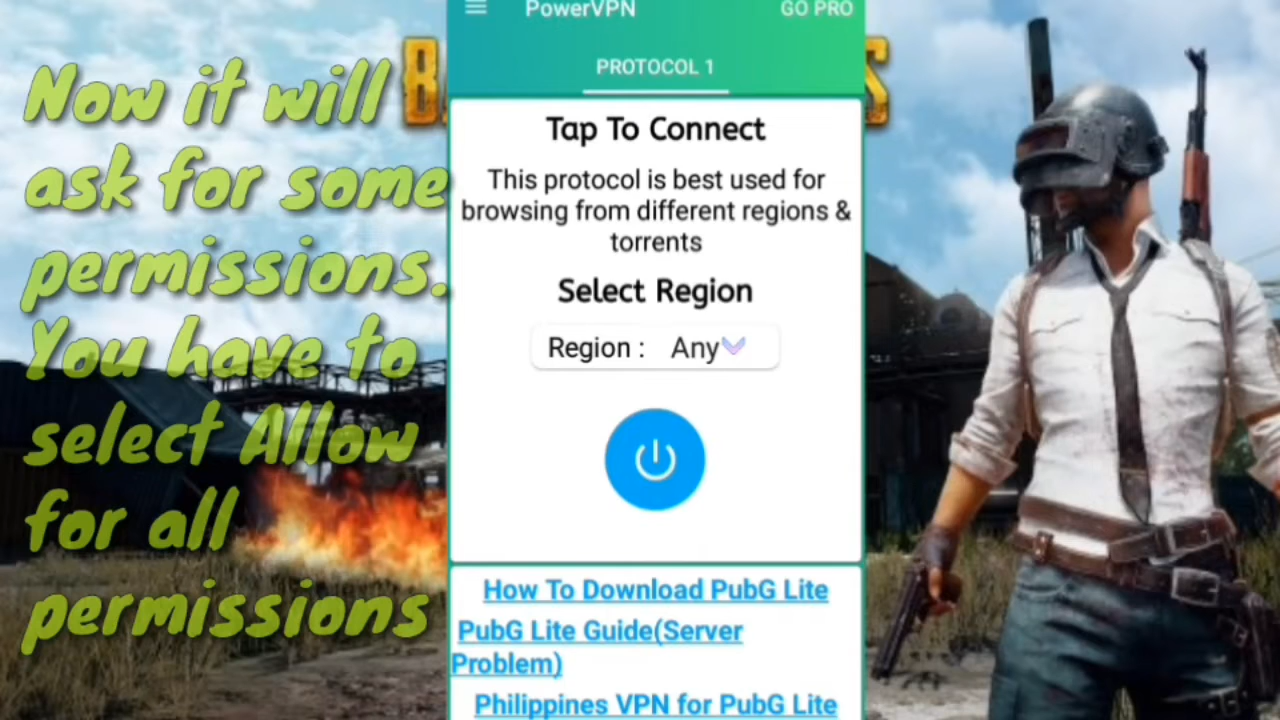 Now it will
ask for some
permissions.
You have to
select Allow
for all
permissions
PowerVPN
GO PRO
PROTOCOL 1
Tap To Connect
This protocol is best used for
browsing from different regions &
torrents
Select Region
Region : Any
How To Download PubG Lite
PubG Lite Guide(Server
Problem)
Philippines VPN for PubG Lite